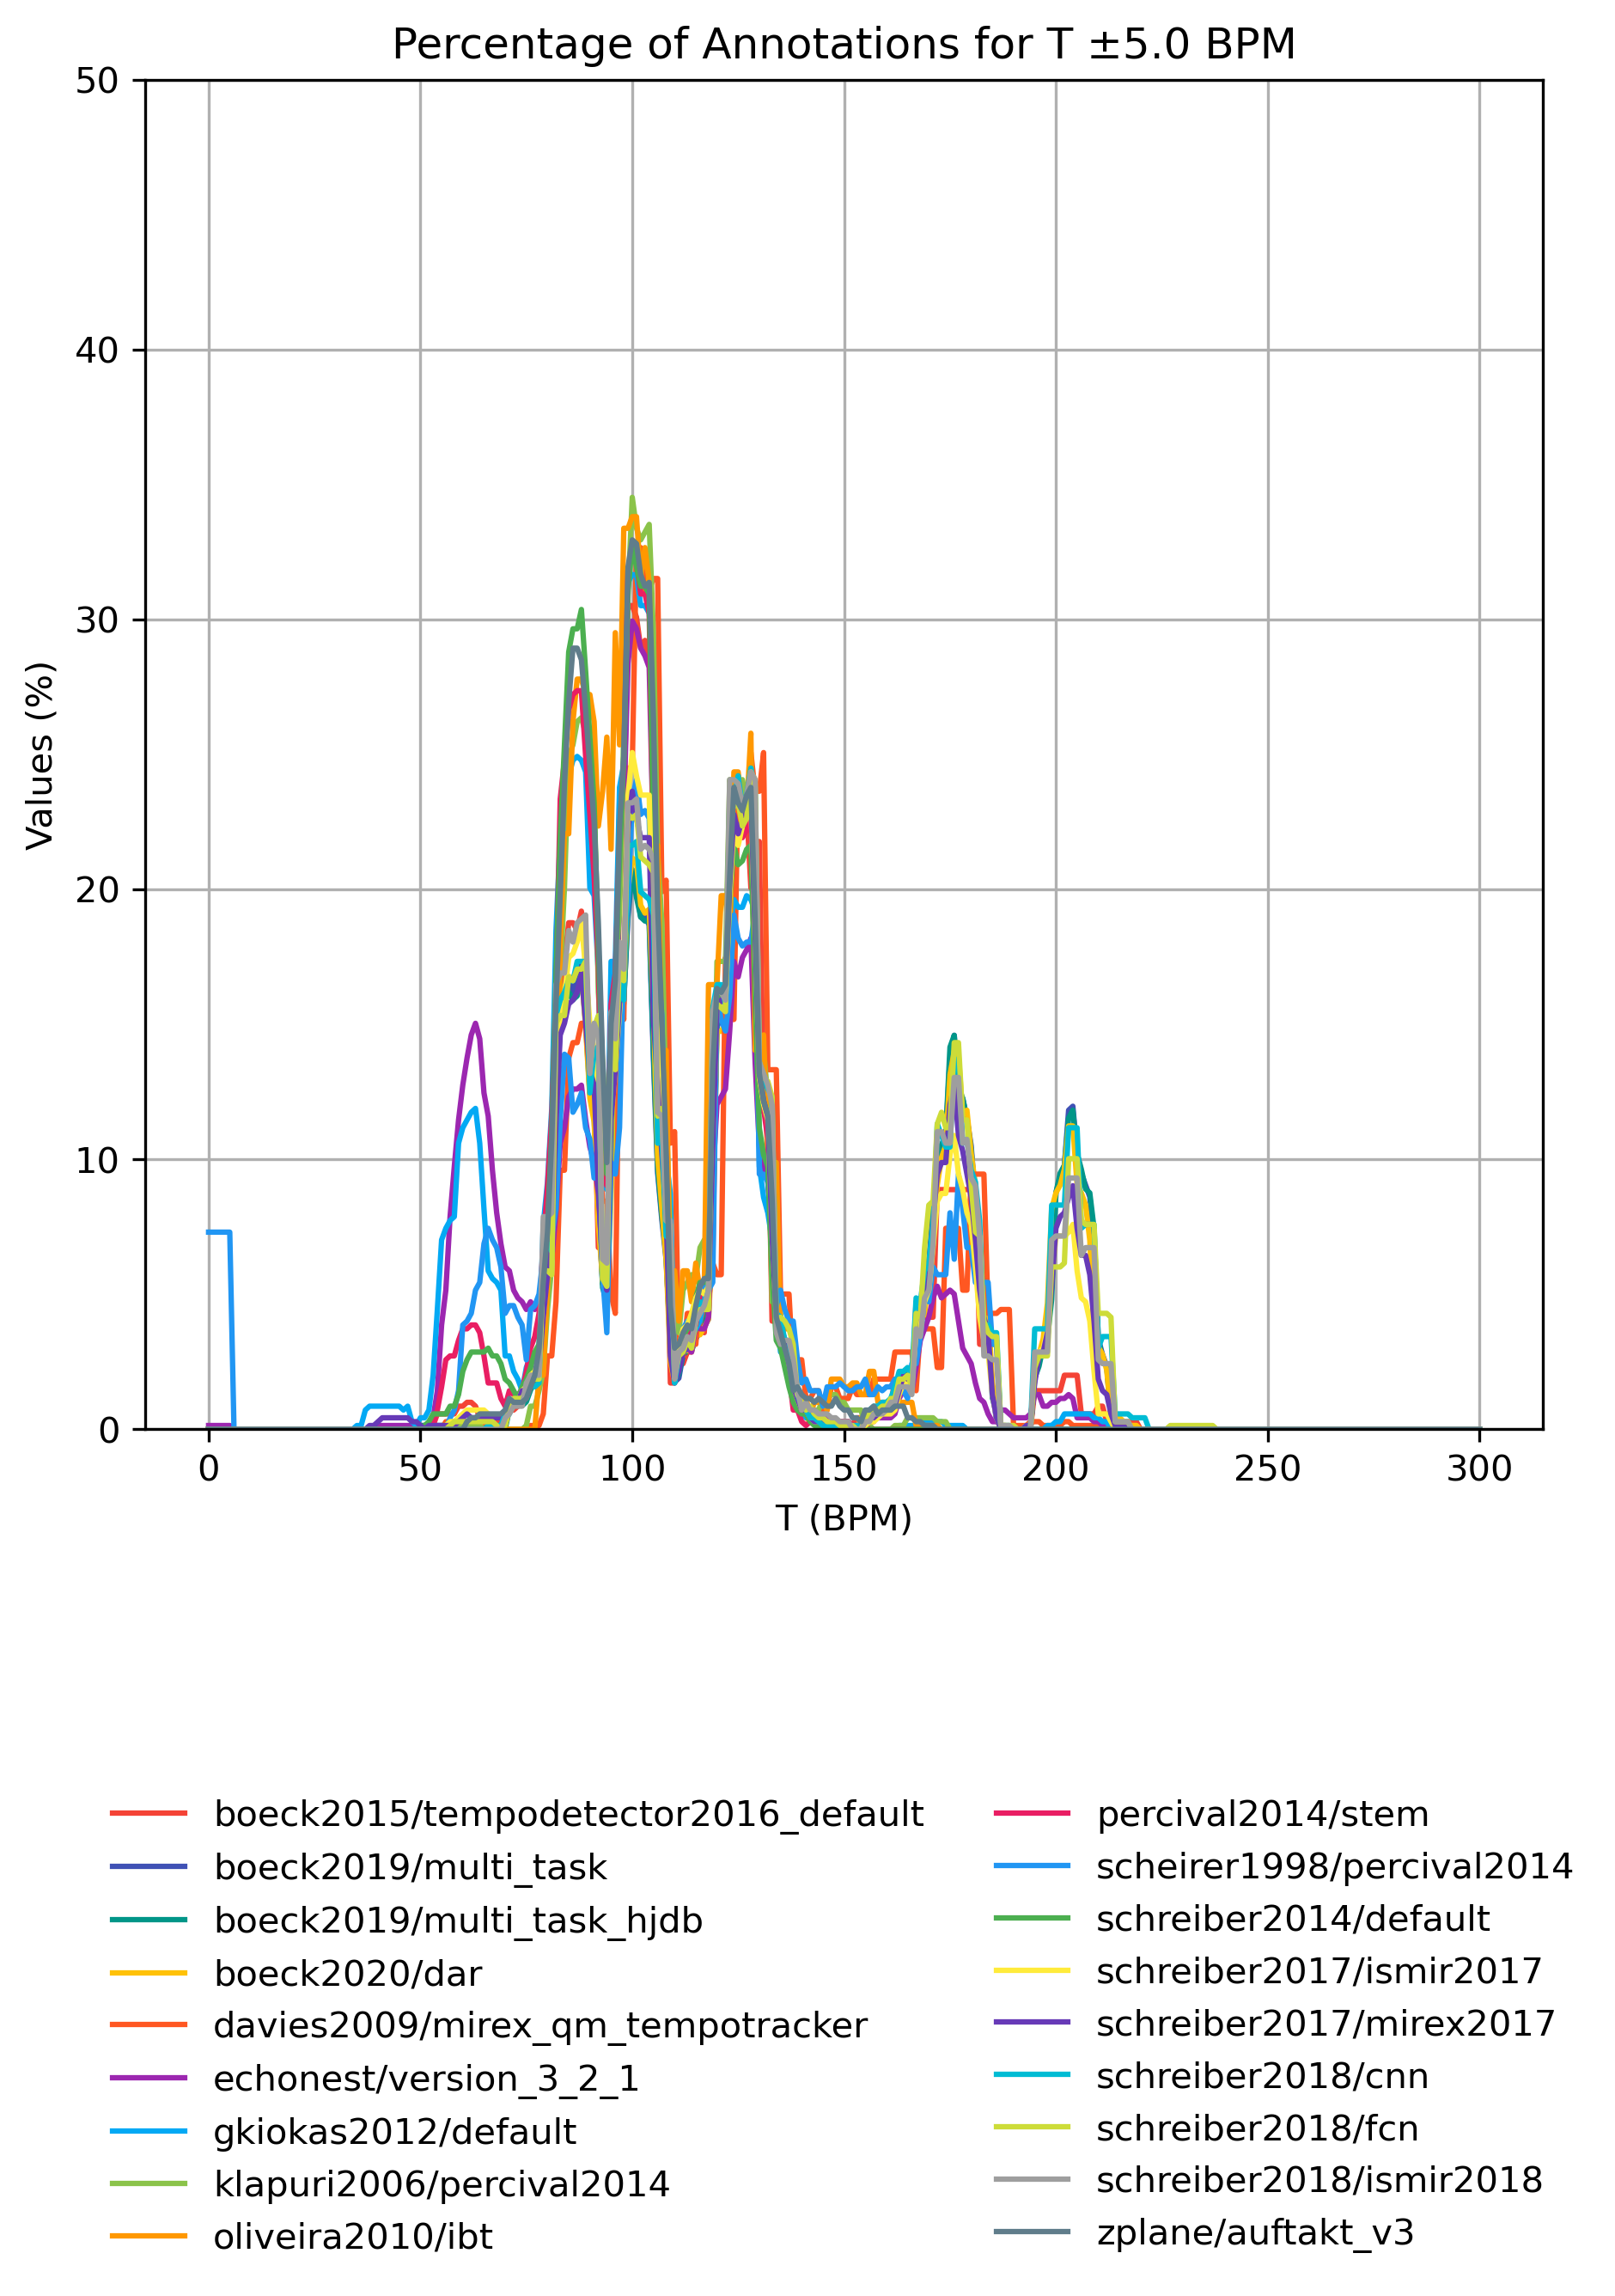 Percentage of Annotations for T ±5.0 BPM
50
40
30
20
10
0
Values (%)
0 50 100 150 200 250 300
T (BPM)
boeck2015/tempodetector2016_default
boeck2019/multi_task
boeck2019/multi_task_hjdb
boeck2020/dar
davies2009/mirex_qm_tempotracker
echonest/version_3_2_1
gkiokas2012/default
klapuri2006/percival2014
oliveira2010/ibt
percival2014/stem
scheirer1998/percival2014
schreiber2014/default
schreiber2017/ismir2017
schreiber2017/mirex2017
schreiber2018/cnn
schreiber2018/fcn
schreiber2018/ismir2018
zplane/auftakt_v3